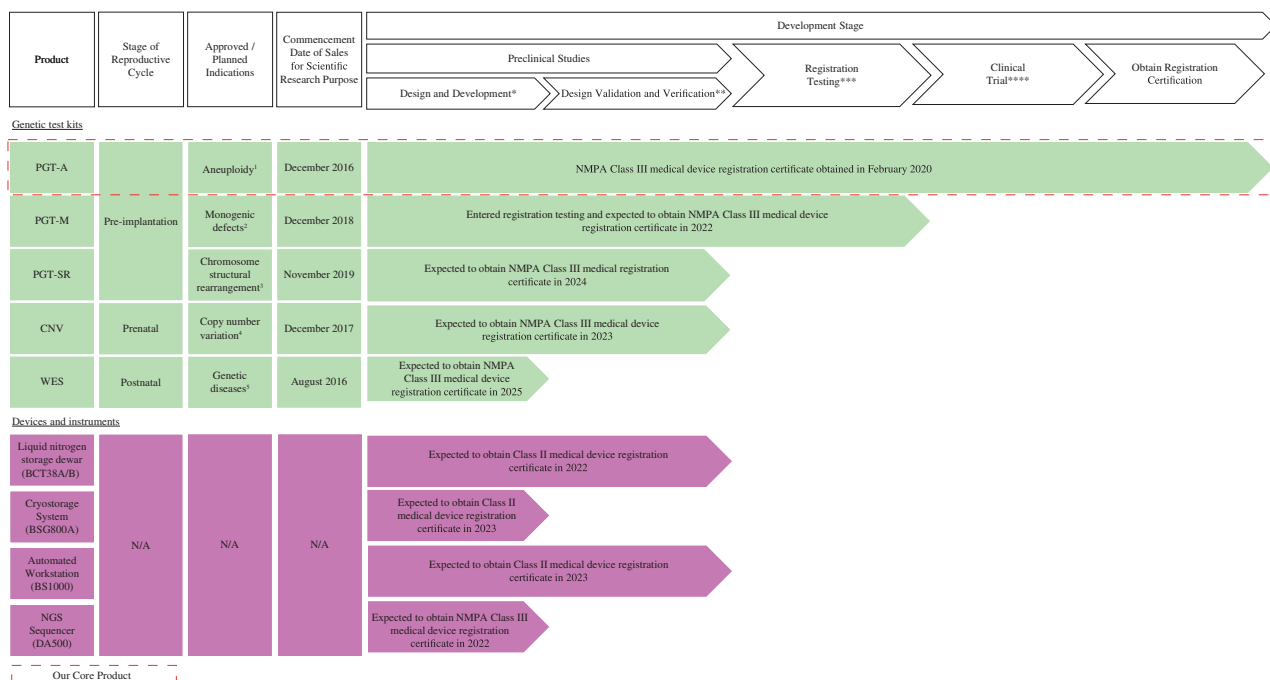 Product
Stage of
Reproductive
Cycle
Approved /
Planned
Indications
Commencement
Date of Sales
for Scientific
Research Purpose
Development Stage
Preclinical Studies
Design and Development*
Design Validation and Verification**
Registration
Testing***
Clinical
Trial****
Obtain Registration
Certification
Genetic test kits
PGT-A
Aneuploidy¹
December 2016
NMPA Class III medical device registration certificate obtained in February 2020
PGT-M
Pre-implantation
Monogenic
defects²
December 2018
Entered registration testing and expected to obtain NMPA Class III medical device
registration certificate in 2022
PGT-SR
Chromosome
structural
rearrangement³
November 2019
Expected to obtain NMPA Class III medical registration
certificate in 2024
CNV
Prenatal
Copy number
variation⁴
December 2017
Expected to obtain NMPA Class III medical device
registration certificate in 2023
WES
Postnatal
Genetic
diseases⁵
August 2016
Expected to obtain NMPA
Class III medical device
registration certificate in 2025
Devices and instruments
Liquid nitrogen
storage dewar
(BCT38A/B)
Expected to obtain Class II medical device registration
certificate in 2022
Cryostorage
System
(BSG800A)
Expected to obtain Class II
medical device registration
certificate in 2023
N/A
N/A
N/A
Automated
Workstation
(BS1000)
Expected to obtain Class II medical device registration
certificate in 2023
NGS
Sequencer
(DA500)
Expected to obtain NMPA Class III
medical device registration
certificate in 2022
Our Core Product